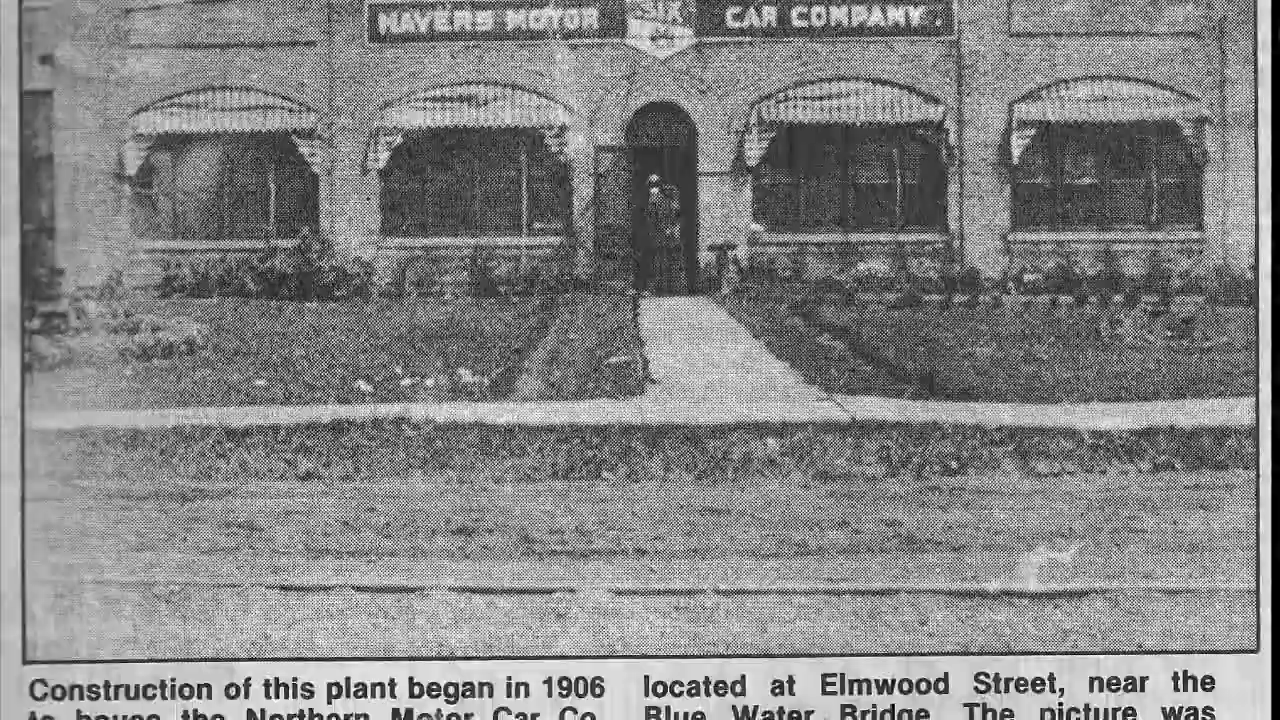 HAVERS MOTOR SIX CAR COMPANY.
Construction of this plant began in 1906
to house the Northern Motor Car Co.
located at Elmwood Street, near the
Blue Water Bridge. The picture was